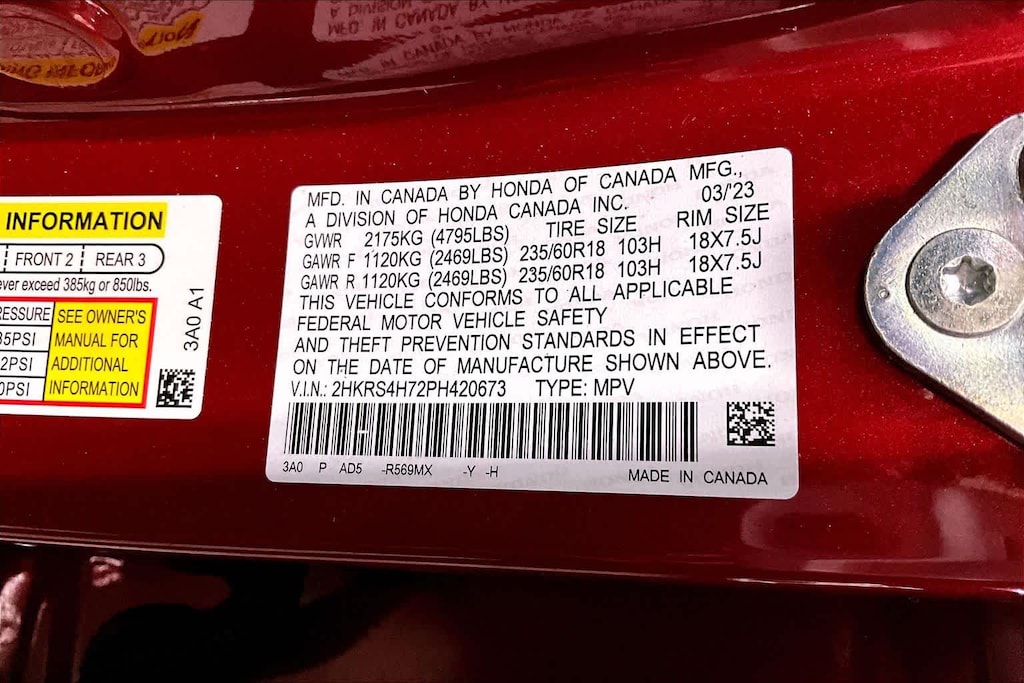 INFORMATION
FRONT 2 REAR 3
ever exceed 385kg or 850lbs.
RESSURE SEE OWNER'S
35PSI MANUAL FOR
2PSI ADDITIONAL
0PSI INFORMATION
3A0 A1
MFD. IN CANADA BY HONDA OF CANADA MFG.,
A DIVISION OF HONDA CANADA INC. 03/'23
GVWR 2175KG (4795LBS) TIRE SIZE RIM SIZE
GAWR F 1120KG (2469LBS) 235/60R18 103H 18X7.5J
GAWR R 1120KG (2469LBS) 235/60R18 103H 18X7.5J
THIS VEHICLE CONFORMS TO ALL APPLICABLE
FEDERAL MOTOR VEHICLE SAFETY
AND THEFT PREVENTION STANDARDS IN EFFECT
ON THE DATE OF MANUFACTURE SHOWN ABOVE.
V.I.N.: 2HKRS4H72PH420673 TYPE: MPV
3A0 P AD5 -R569MX -Y -H
MADE IN CANADA